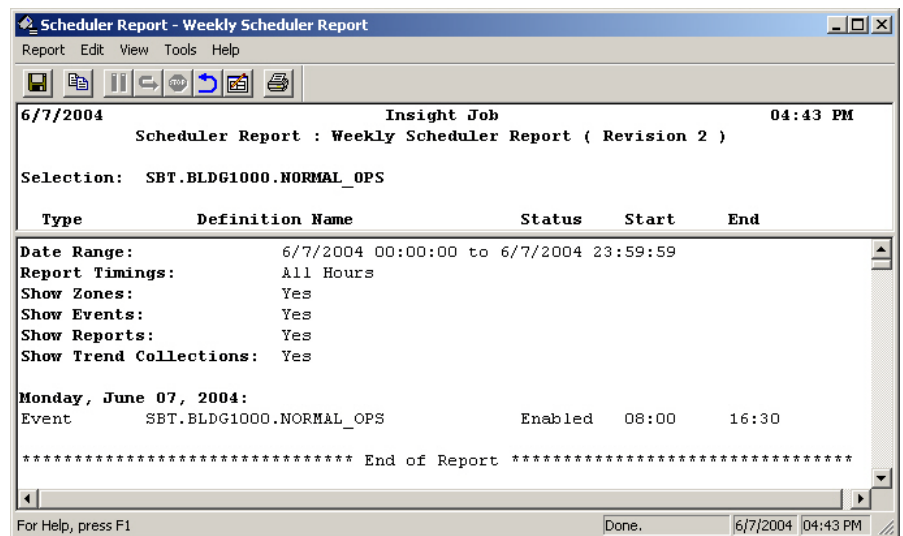 Scheduler Report - Weekly Scheduler Report
Report Edit View Tools Help
STOP
6/7/2004 Insight Job 04:43 PM
Scheduler Report : Weekly Scheduler Report ( Revision 2 )
Selection: SBT.BLDG1000.NORMAL_OPS
Type Definition Name Status Start End
Date Range: 6/7/2004 00:00:00 to 6/7/2004 23:59:59
Report Timings: All Hours
Show Zones: Yes
Show Events: Yes
Show Reports: Yes
Show Trend Collections: Yes
Monday, June 07, 2004:
Event SBT.BLDG1000.NORMAL_OPS Enabled 08:00 16:30
******************************** End of Report *********************************
For Help, press F1 Done. 6/7/2004 04:43 PM